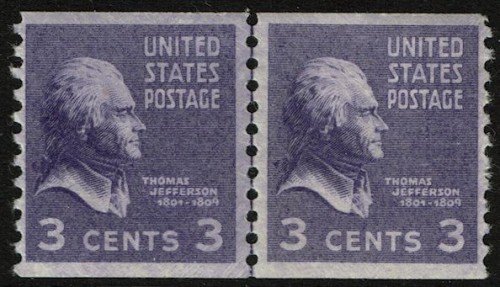 UNITED
STATES
POSTAGE
THOMAS
JEFFERSON
1801-1809
3 CENTS 3
UNITED
STATES
POSTAGE
THOMAS
JEFFERSON
1801-1809
3 CENTS 3